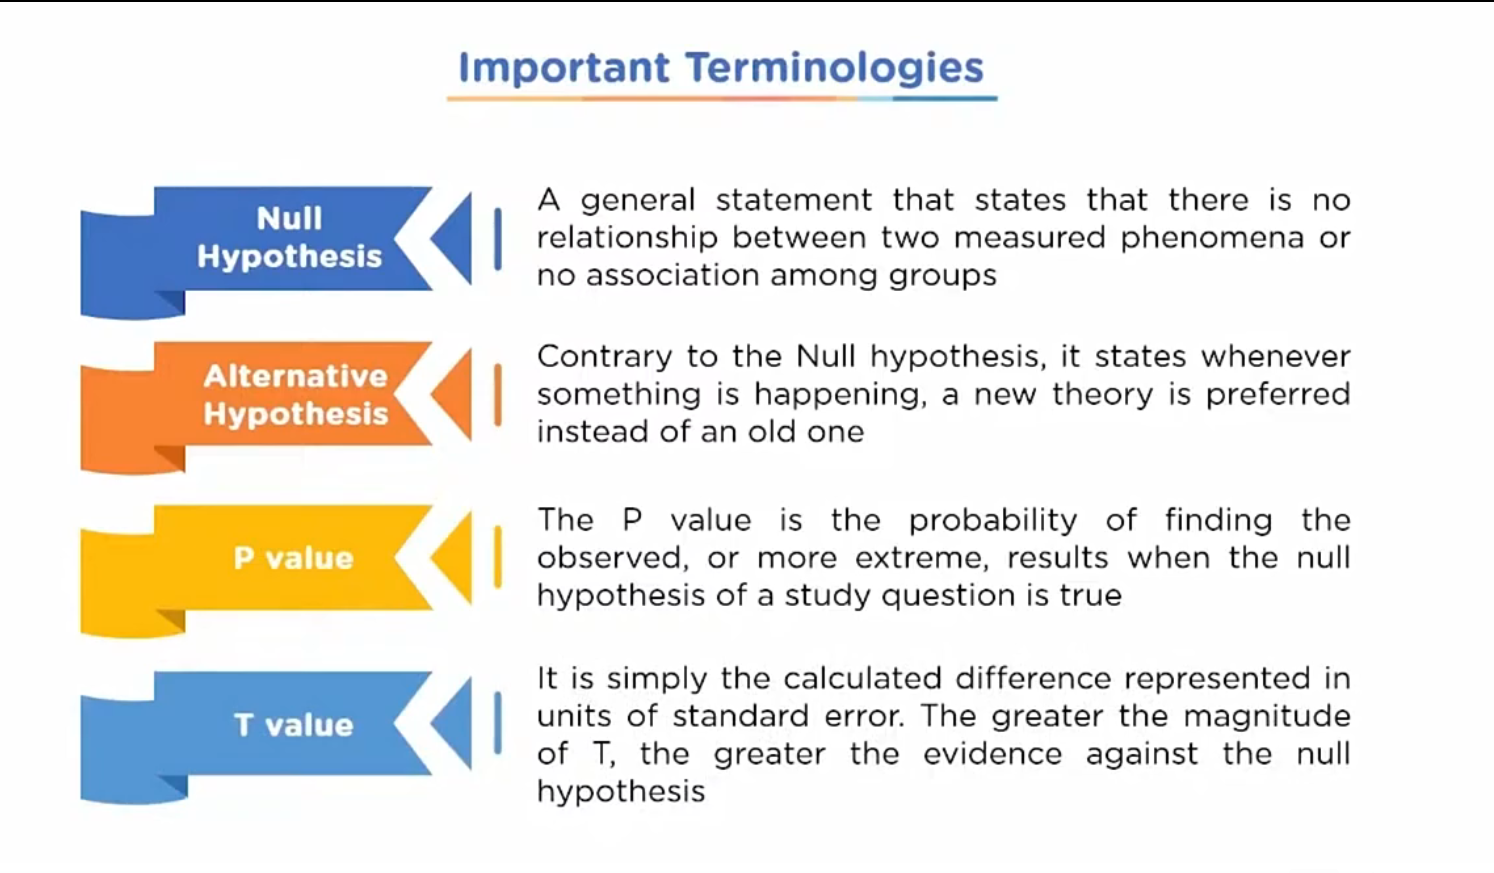 Important Terminologies
Null
Hypothesis
A general statement that states that there is no
relationship between two measured phenomena or
no association among groups
Alternative
Hypothesis
Contrary to the Null hypothesis, it states whenever
something is happening, a new theory is preferred
instead of an old one
P value
The P value is the probability of finding the
observed, or more extreme, results when the null
hypothesis of a study question is true
T value
It is simply the calculated difference represented in
units of standard error. The greater the magnitude
of T, the greater the evidence against the null
hypothesis